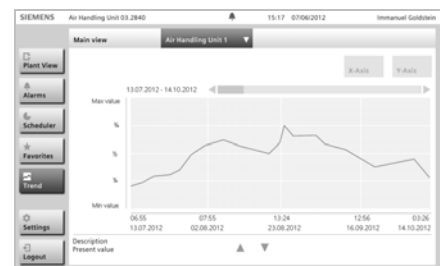 SIEMENS Air Handling Unit 03.2840 15:17 07/06/2012 Immanuel Goldstein
Main view Air Handling Unit 1
Plant View
Alarms
Scheduler
Favorites
Trend
Settings
Logout
X-Axis Y-Axis
13.07.2012 - 14.10.2012
Max value
%
%
%
Min value
06:55 07:55 13:24 12:56 03:26
13.07.2012 02.08.2012 23.08.2012 16.09.2012 14.10.2012
Description
Present value